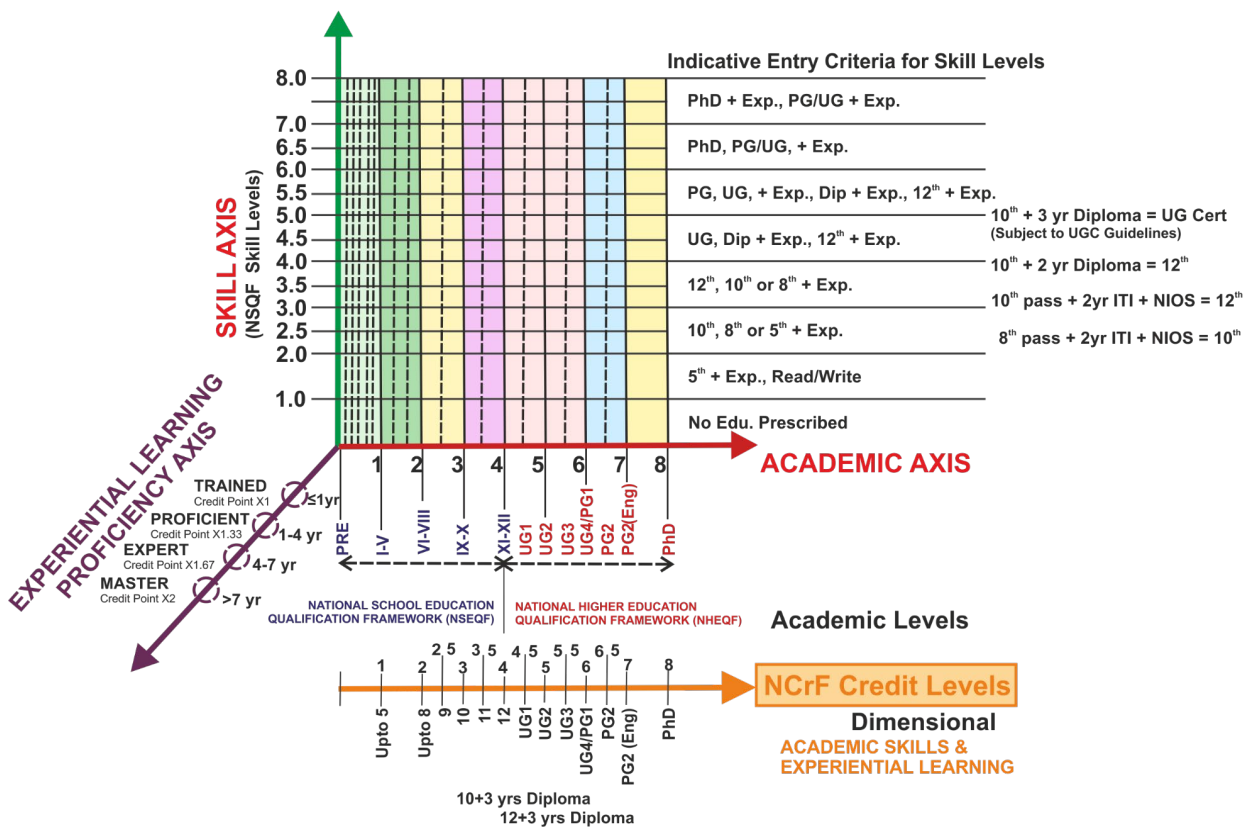 Indicative Entry Criteria for Skill Levels
8.0
PhD + Exp., PG/UG + Exp.
7.0
6.5
PhD, PG/UG, + Exp.
6.0
5.5
PG, UG, + Exp., Dip + Exp., 12th + Exp.
5.0
10th + 3 yr Diploma = UG Cert
(Subject to UGC Guidelines)
4.5
UG, Dip + Exp., 12th + Exp.
4.0
10th + 2 yr Diploma = 12th
3.5
12th, 10th or 8th + Exp.
3.0
10th pass + 2yr ITI + NIOS = 12th
2.5
10th, 8th or 5th + Exp.
8th pass + 2yr ITI + NIOS = 10th
2.0
5th + Exp., Read/Write
1.0
No Edu. Prescribed
SKILL AXIS
(NSQF Skill Levels)
1 2 3 4 5 6 7 8
ACADEMIC AXIS
EXPERIENTIAL LEARNING
PROFICIENCY AXIS
TRAINED
Credit Point X1
≤1yr
PROFICIENT
Credit Point X1.33
1-4 yr
EXPERT
Credit Point X1.67
4-7 yr
MASTER
Credit Point X2
>7 yr
PRE
I-V
VI-VIII
IX-X
XI-XII
UG1
UG2
UG3
UG4/PG1
PG2
PG2(Eng)
PhD
NATIONAL SCHOOL EDUCATION
QUALIFICATION FRAMEWORK (NSEQF)
NATIONAL HIGHER EDUCATION
QUALIFICATION FRAMEWORK (NHEQF)
Academic Levels
2 5 3 5 4 5 5 5 6 5
1 2 3 4 5 6 7 8
NCrF Credit Levels
Upto 5
Upto 8
9
10
11
12
UG1
UG2
UG3
UG4/PG1
PG2
PG2 (Eng)
PhD
Dimensional
ACADEMIC SKILLS &
EXPERIENTIAL LEARNING
10+3 yrs Diploma
12+3 yrs Diploma